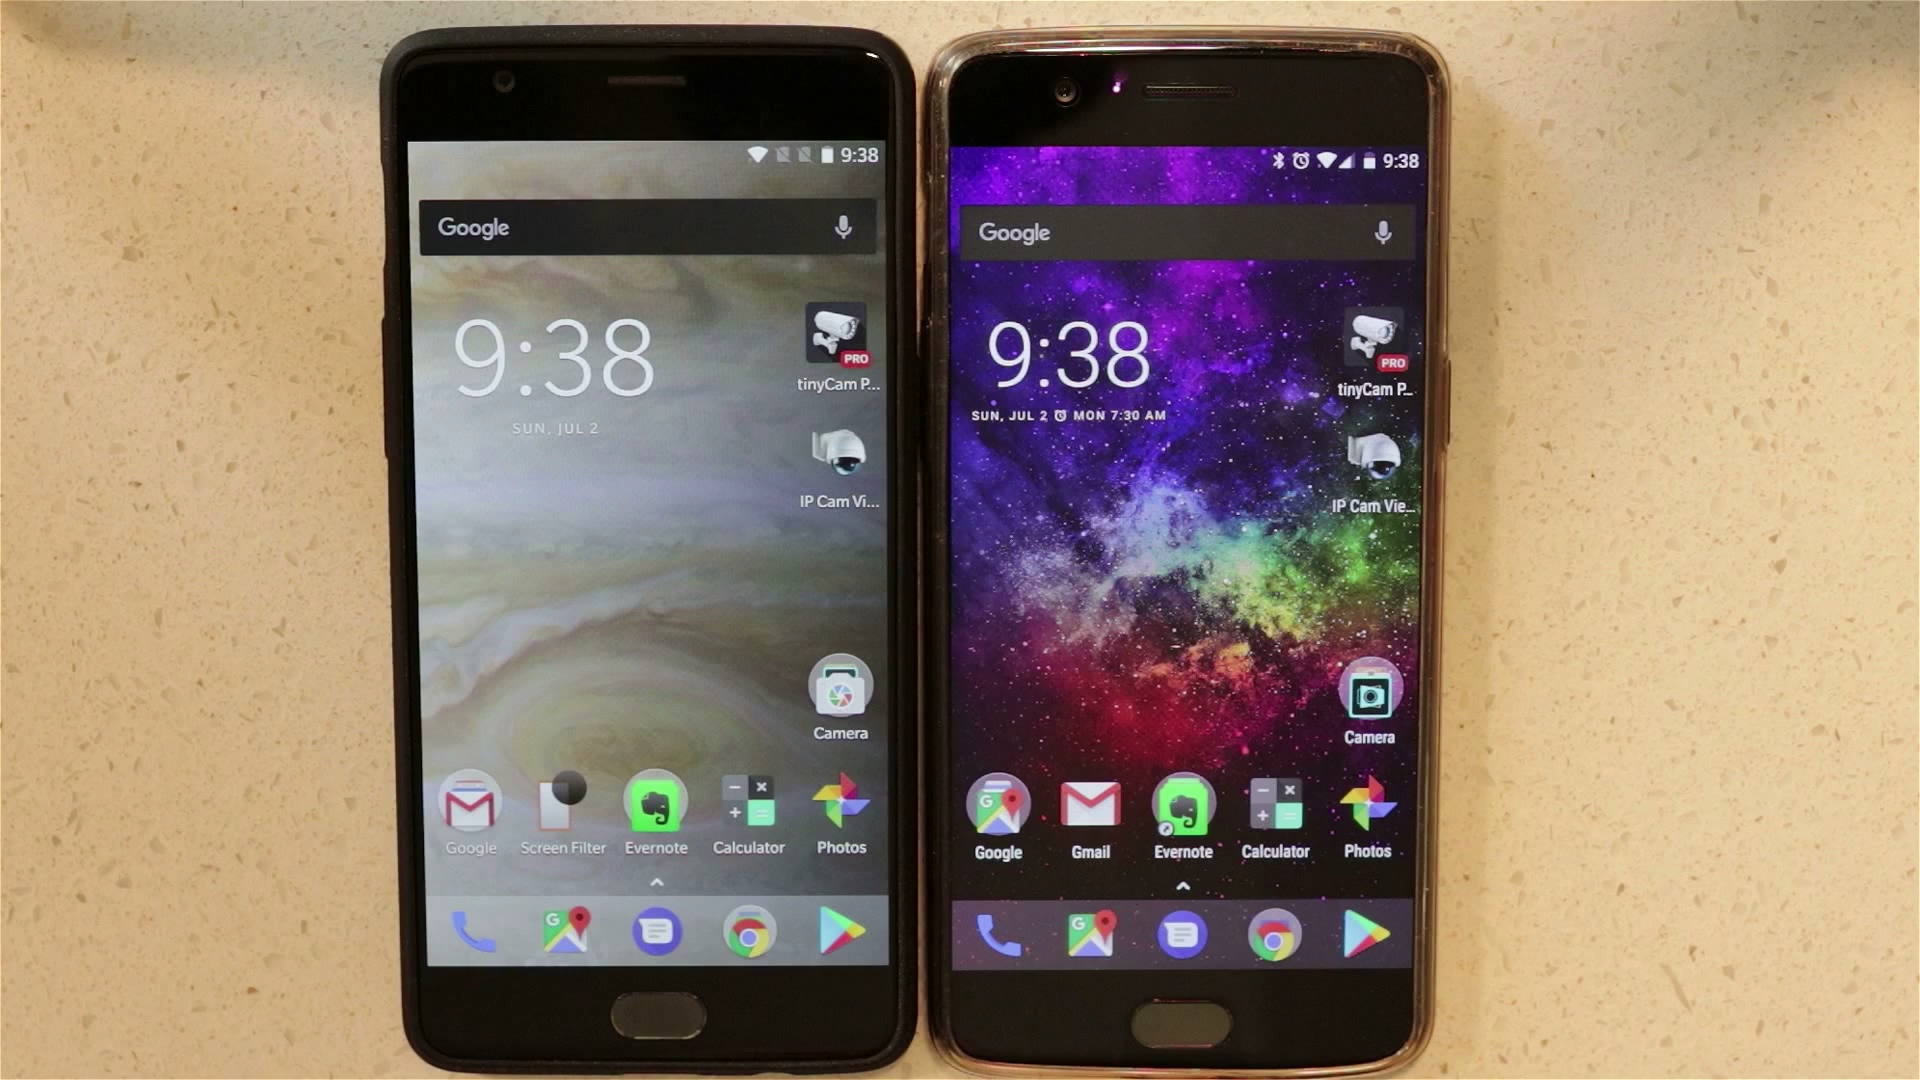 9:38
Google
9:38
SUN, JUL 2
PRO
tinyCam P...
IP Cam Vi...
Camera
Google
Screen Filter
Evernote
Calculator
Photos
G
9:38
Google
9:38
SUN, JUL 2 MON 7:30 AM
PRO
tinyCam P...
IP Cam Vie...
Camera
G
Google
Gmail
Evernote
Calculator
Photos
G